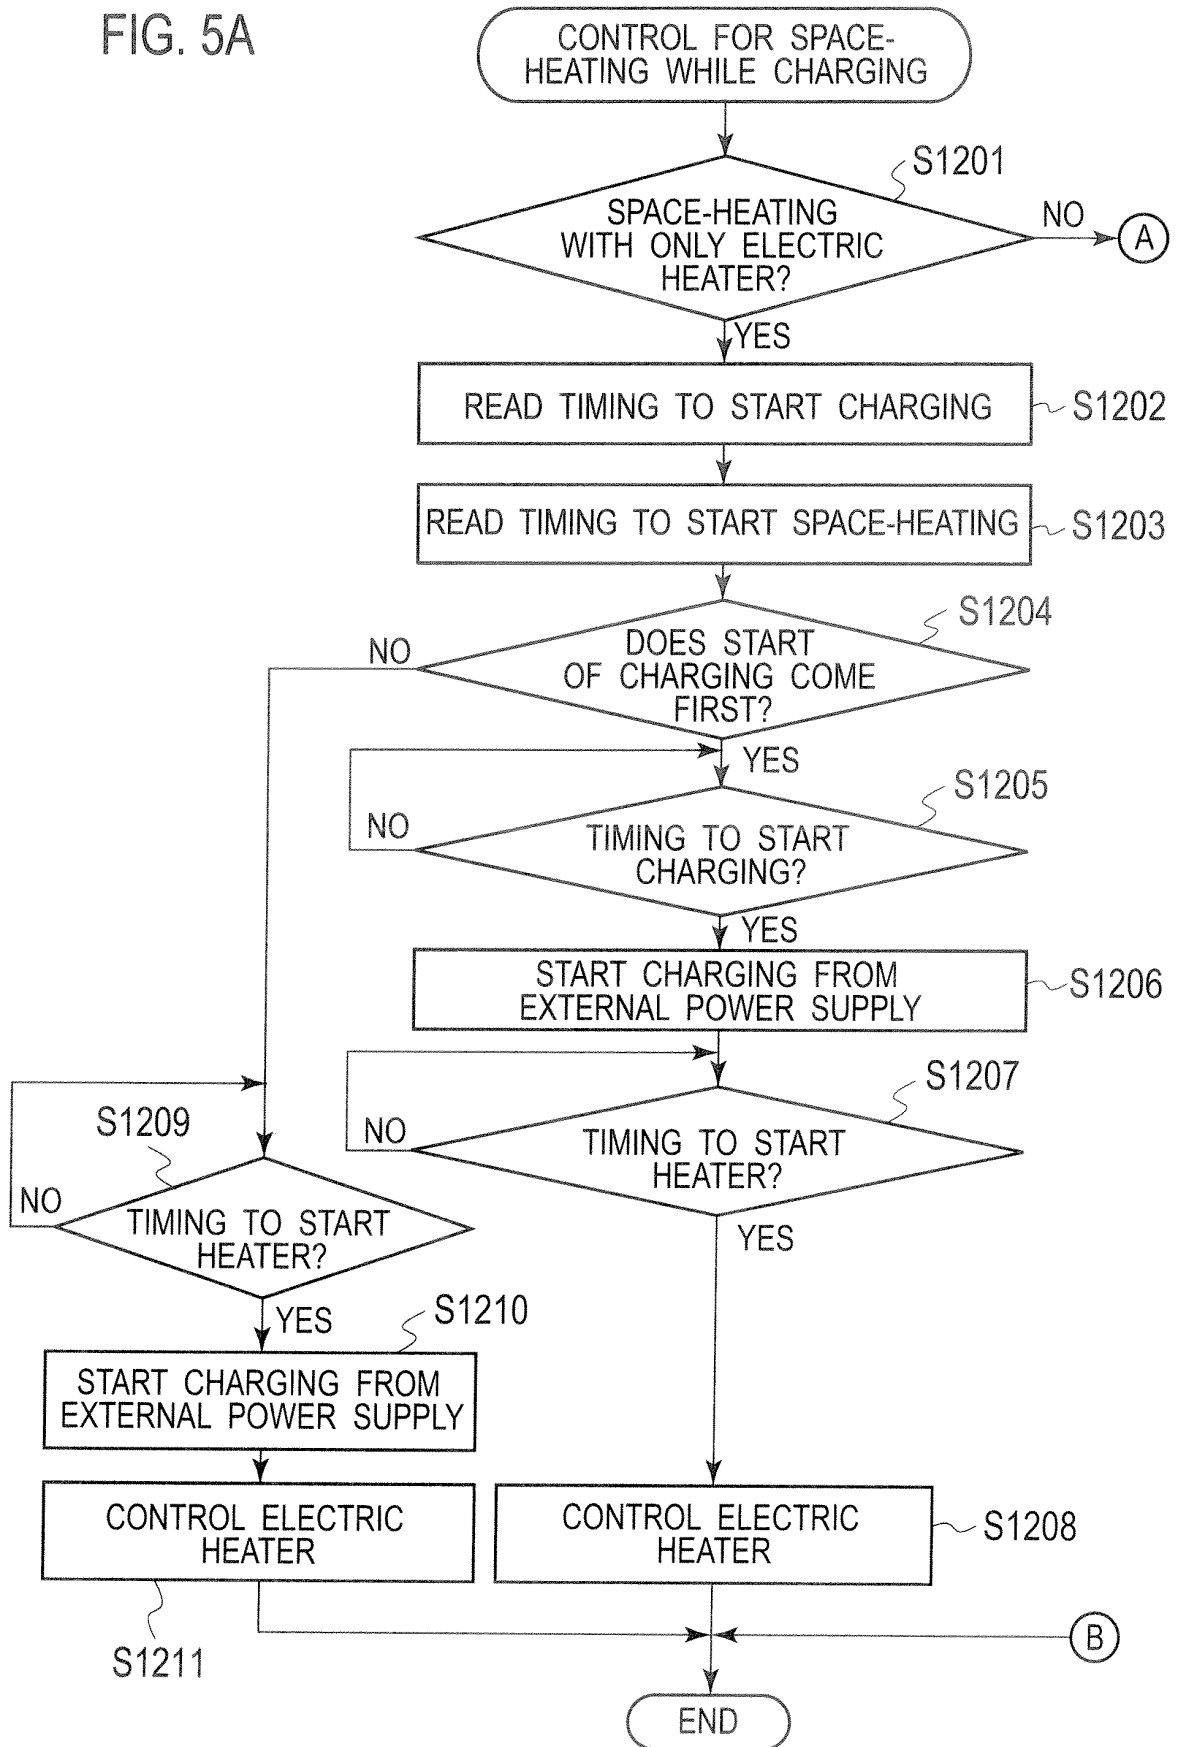 FIG. 5A
CONTROL FOR SPACE-
HEATING WHILE CHARGING
S1201
SPACE-HEATING
WITH ONLY ELECTRIC
HEATER?
NO
A
YES
READ TIMING TO START CHARGING
S1202
READ TIMING TO START SPACE-HEATING
S1203
S1204
NO
DOES START
OF CHARGING COME
FIRST?
YES
S1205
NO
TIMING TO START
CHARGING?
YES
START CHARGING FROM
EXTERNAL POWER SUPPLY
S1206
S1207
NO
TIMING TO START
HEATER?
YES
S1209
NO
TIMING TO START
HEATER?
YES
S1210
START CHARGING FROM
EXTERNAL POWER SUPPLY
CONTROL ELECTRIC
HEATER
S1211
CONTROL ELECTRIC
HEATER
S1208
B
END